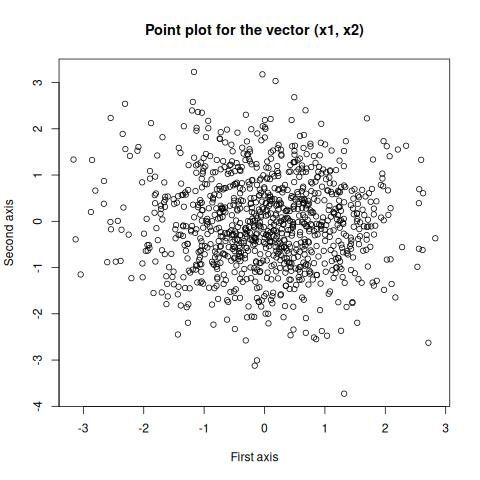 Point plot for the vector (x1, x2)
Second axis
3
2
1
0
-1
-2
-3
-4
-3 -2 -1 0 1 2 3
First axis